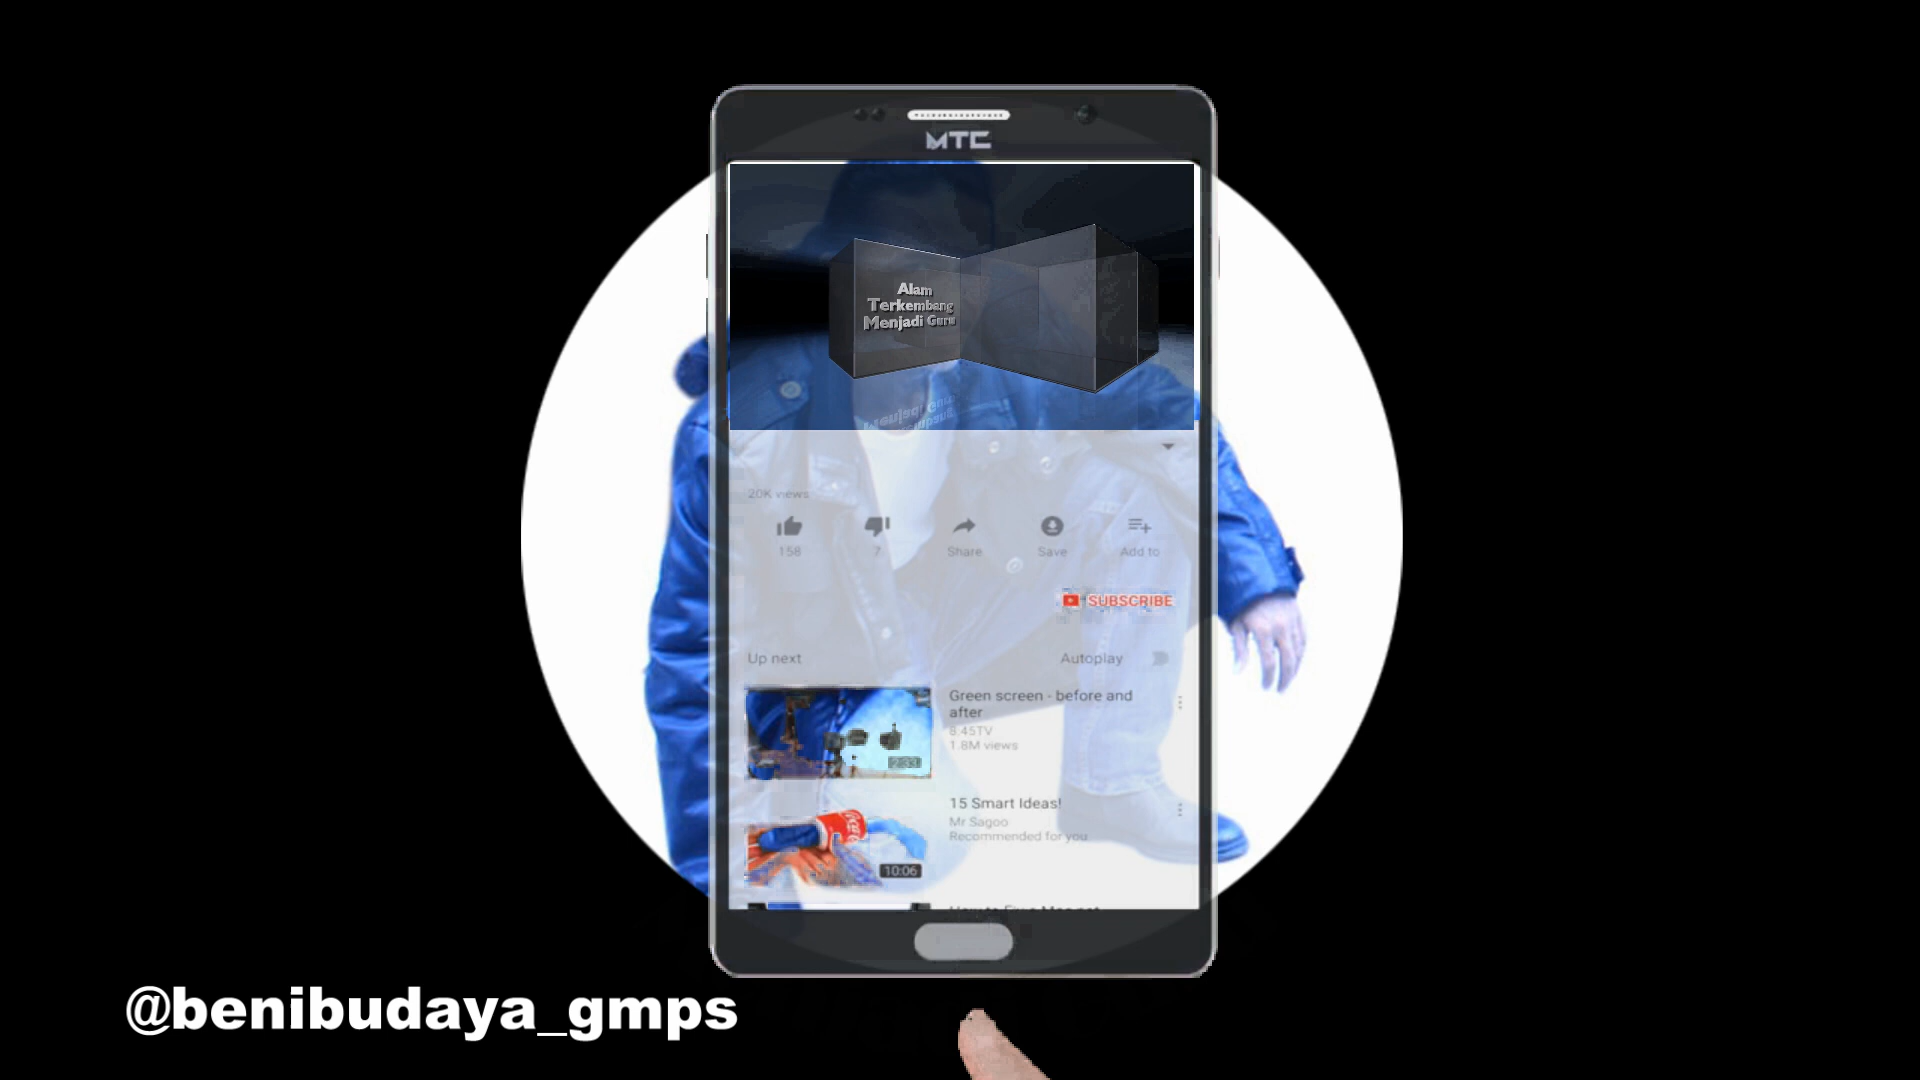 MTC
Alam
Terkembang
Menjadi Guru
20K views
158
7
Share
Save
Add to
SUBSCRIBE
Up next
Autoplay
Green screen - before and
after
8:45TV
1.8M views
2:33
15 Smart Ideas!
Mr Sagoo
Recommended for you
10:06
@benibudaya_gmps